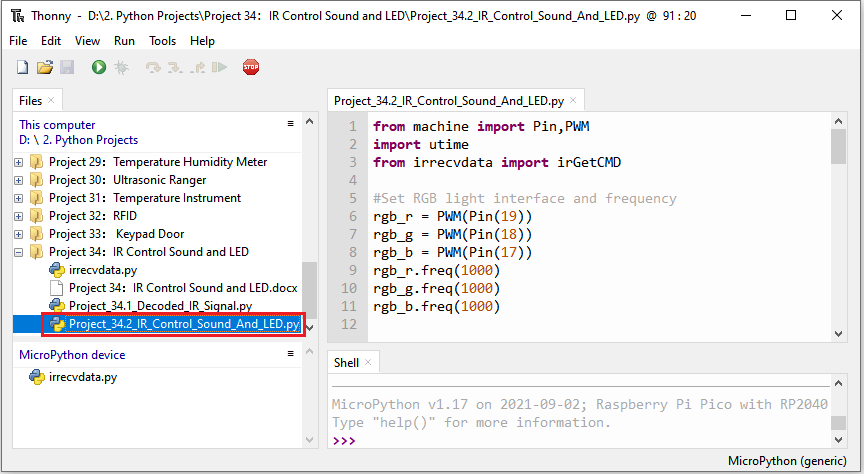 Thonny - D:\2. Python Projects\Project 34： IR Control Sound and LED\Project_34.2_IR_Control_Sound_And_LED.py @ 91 : 20
File Edit View Run Tools Help
STOP
Files
This computer
D: \ 2. Python Projects
Project 29：Temperature Humidity Meter
Project 30：Ultrasonic Ranger
Project 31：Temperature Instrument
Project 32：RFID
Project 33： Keypad Door
Project 34：IR Control Sound and LED
irrecvdata.py
Project 34：IR Control Sound and LED.docx
Project_34.1_Decoded_IR_Signal.py
Project_34.2_IR_Control_Sound_And_LED.py
MicroPython device
irrecvdata.py
Project_34.2_IR_Control_Sound_And_LED.py
1 from machine import Pin,PWM
2 import utime
3 from irrecvdata import irGetCMD
4
5 #Set RGB light interface and frequency
6 rgb_r = PWM(Pin(19))
7 rgb_g = PWM(Pin(18))
8 rgb_b = PWM(Pin(17))
9 rgb_r.freq(1000)
10 rgb_g.freq(1000)
11 rgb_b.freq(1000)
12
Shell
MicroPython v1.17 on 2021-09-02; Raspberry Pi Pico with RP2040
Type "help()" for more information.
>>>
MicroPython (generic)